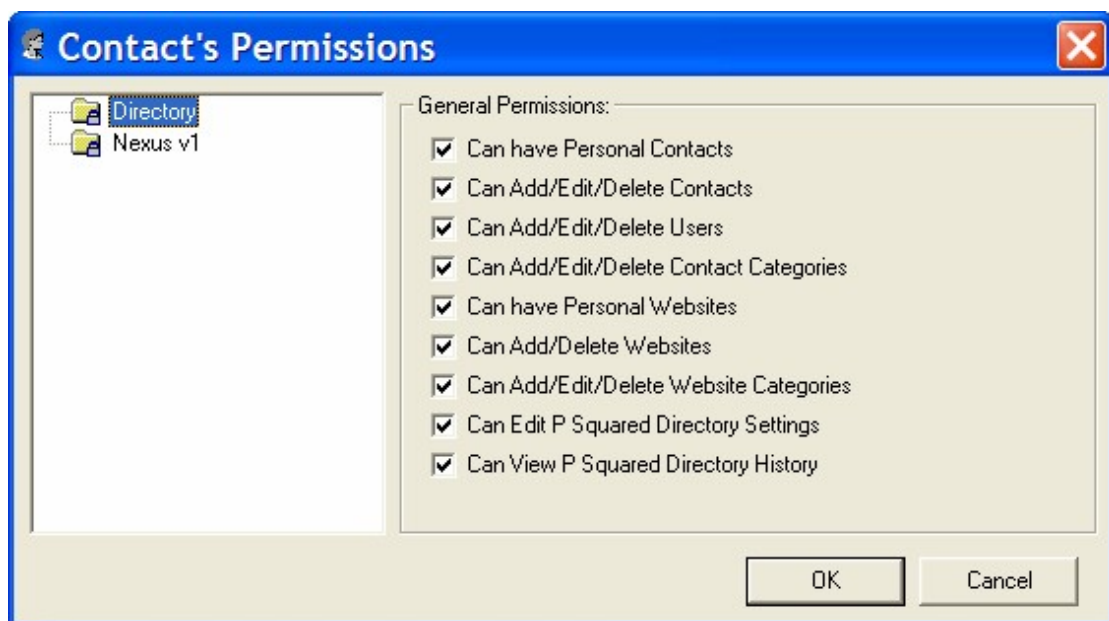 Contact's Permissions
Directory
Nexus v1
General Permissions:
Can have Personal Contacts
Can Add/Edit/Delete Contacts
Can Add/Edit/Delete Users
Can Add/Edit/Delete Contact Categories
Can have Personal Websites
Can Add/Delete Websites
Can Add/Edit/Delete Website Categories
Can Edit P Squared Directory Settings
Can View P Squared Directory History
OK
Cancel